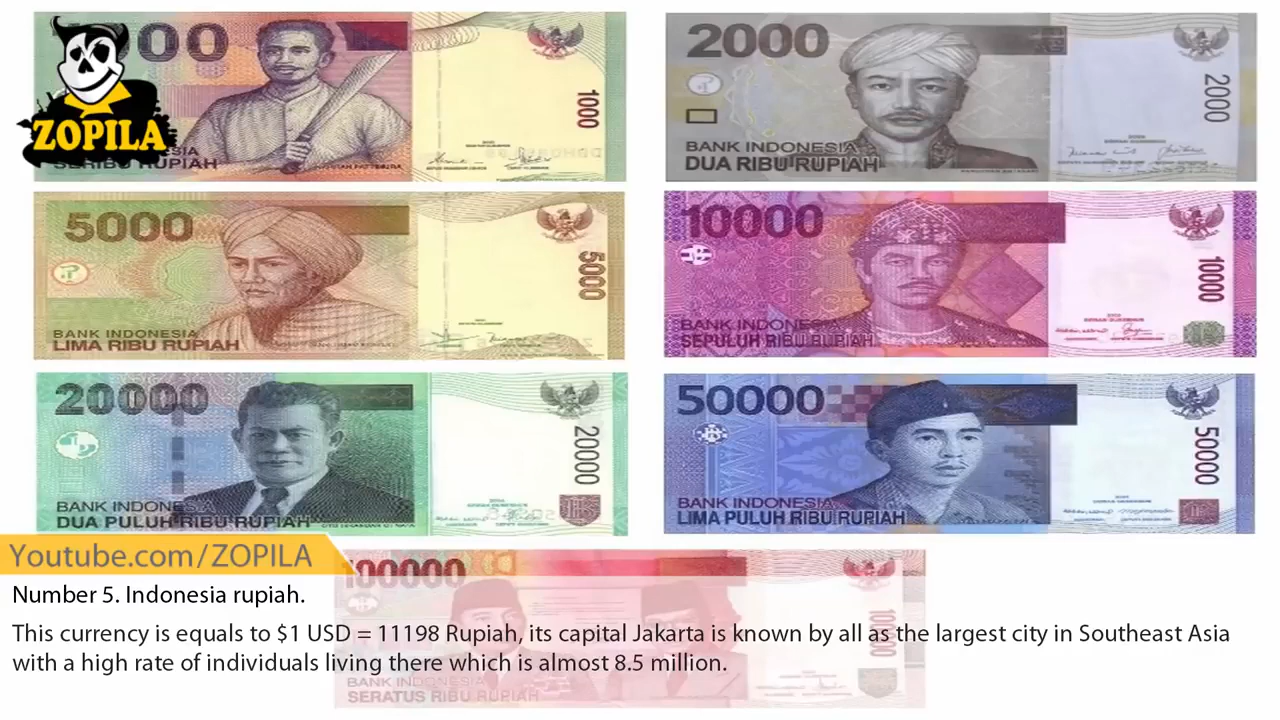 000
ZOPILA
SERIBU RUPIAH
1000
2000
BANK INDONESIA
DUA RIBU RUPIAH
2000
5000
BANK INDONESIA
LIMA RIBU RUPIAH
5000
10000
BANK INDONESIA
SEPULUH RIBU RUPIAH
10000
20000
BANK INDONESIA
DUA PULUH RIBU RUPIAH
20000
50000
BANK INDONESIA
LIMA PULUH RIBU RUPIAH
50000
Youtube.com/ZOPILA
100000
Number 5. Indonesia rupiah.
This currency is equals to $1 USD = 11198 Rupiah, its capital Jakarta is known by all as the largest city in Southeast Asia
with a high rate of individuals living there which is almost 8.5 million.
BANK INDONESIA
SERATUS RIBU RUPIAH
100000